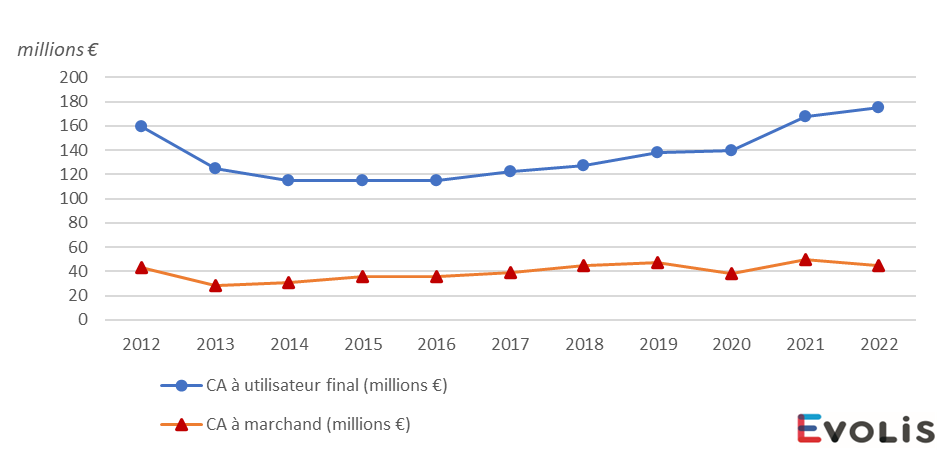 millions €
200
180
160
140
120
100
80
60
40
20
0
2012 2013 2014 2015 2016 2017 2018 2019 2020 2021 2022
CA à utilisateur final (millions €)
CA à marchand (millions €)
EVOLIS